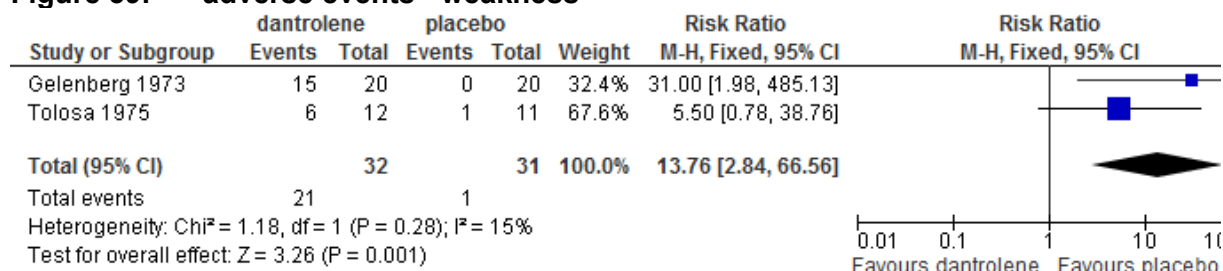 dantrolene placebo Risk Ratio Risk Ratio
Study or Subgroup Events Total Events Total Weight M-H, Fixed, 95% CI M-H, Fixed, 95% CI
Gelenberg 1973 15 20 0 20 32.4% 31.00 [1.98, 485.13]
Tolosa 1975 6 12 1 11 67.6% 5.50 [0.78, 38.76]
Total (95% CI) 32 31 100.0% 13.76 [2.84, 66.56]
Total events 21 1
Heterogeneity: Chi² = 1.18, df = 1 (P = 0.28); I² = 15%
Test for overall effect: Z = 3.26 (P = 0.001)
0.01 0.1 1 10
Favours dantrolene Favours placebo